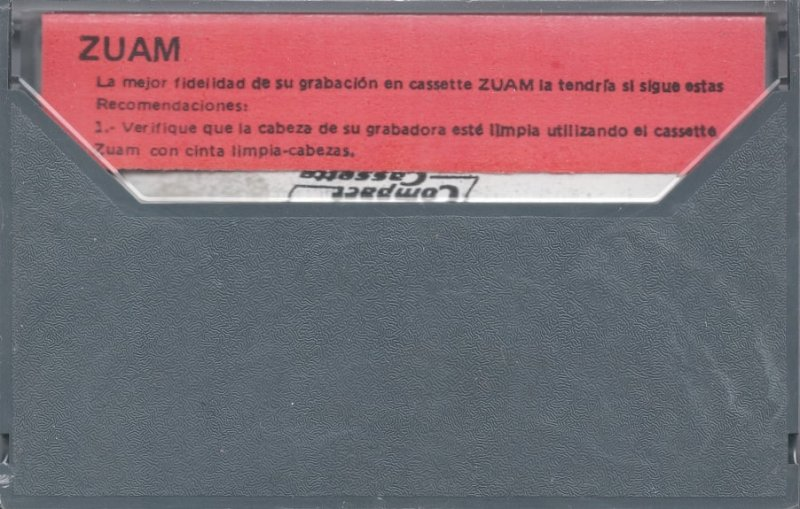 ZUAM
La mejor fidelidad de su grabación en cassette ZUAM la tendría si sigue estas
Recomendaciones:
1.- Verifique que la cabeza de su grabadora esté limpia utilizando el cassette
Zuam con cinta limpia-cabezas.
Compact
Cassette